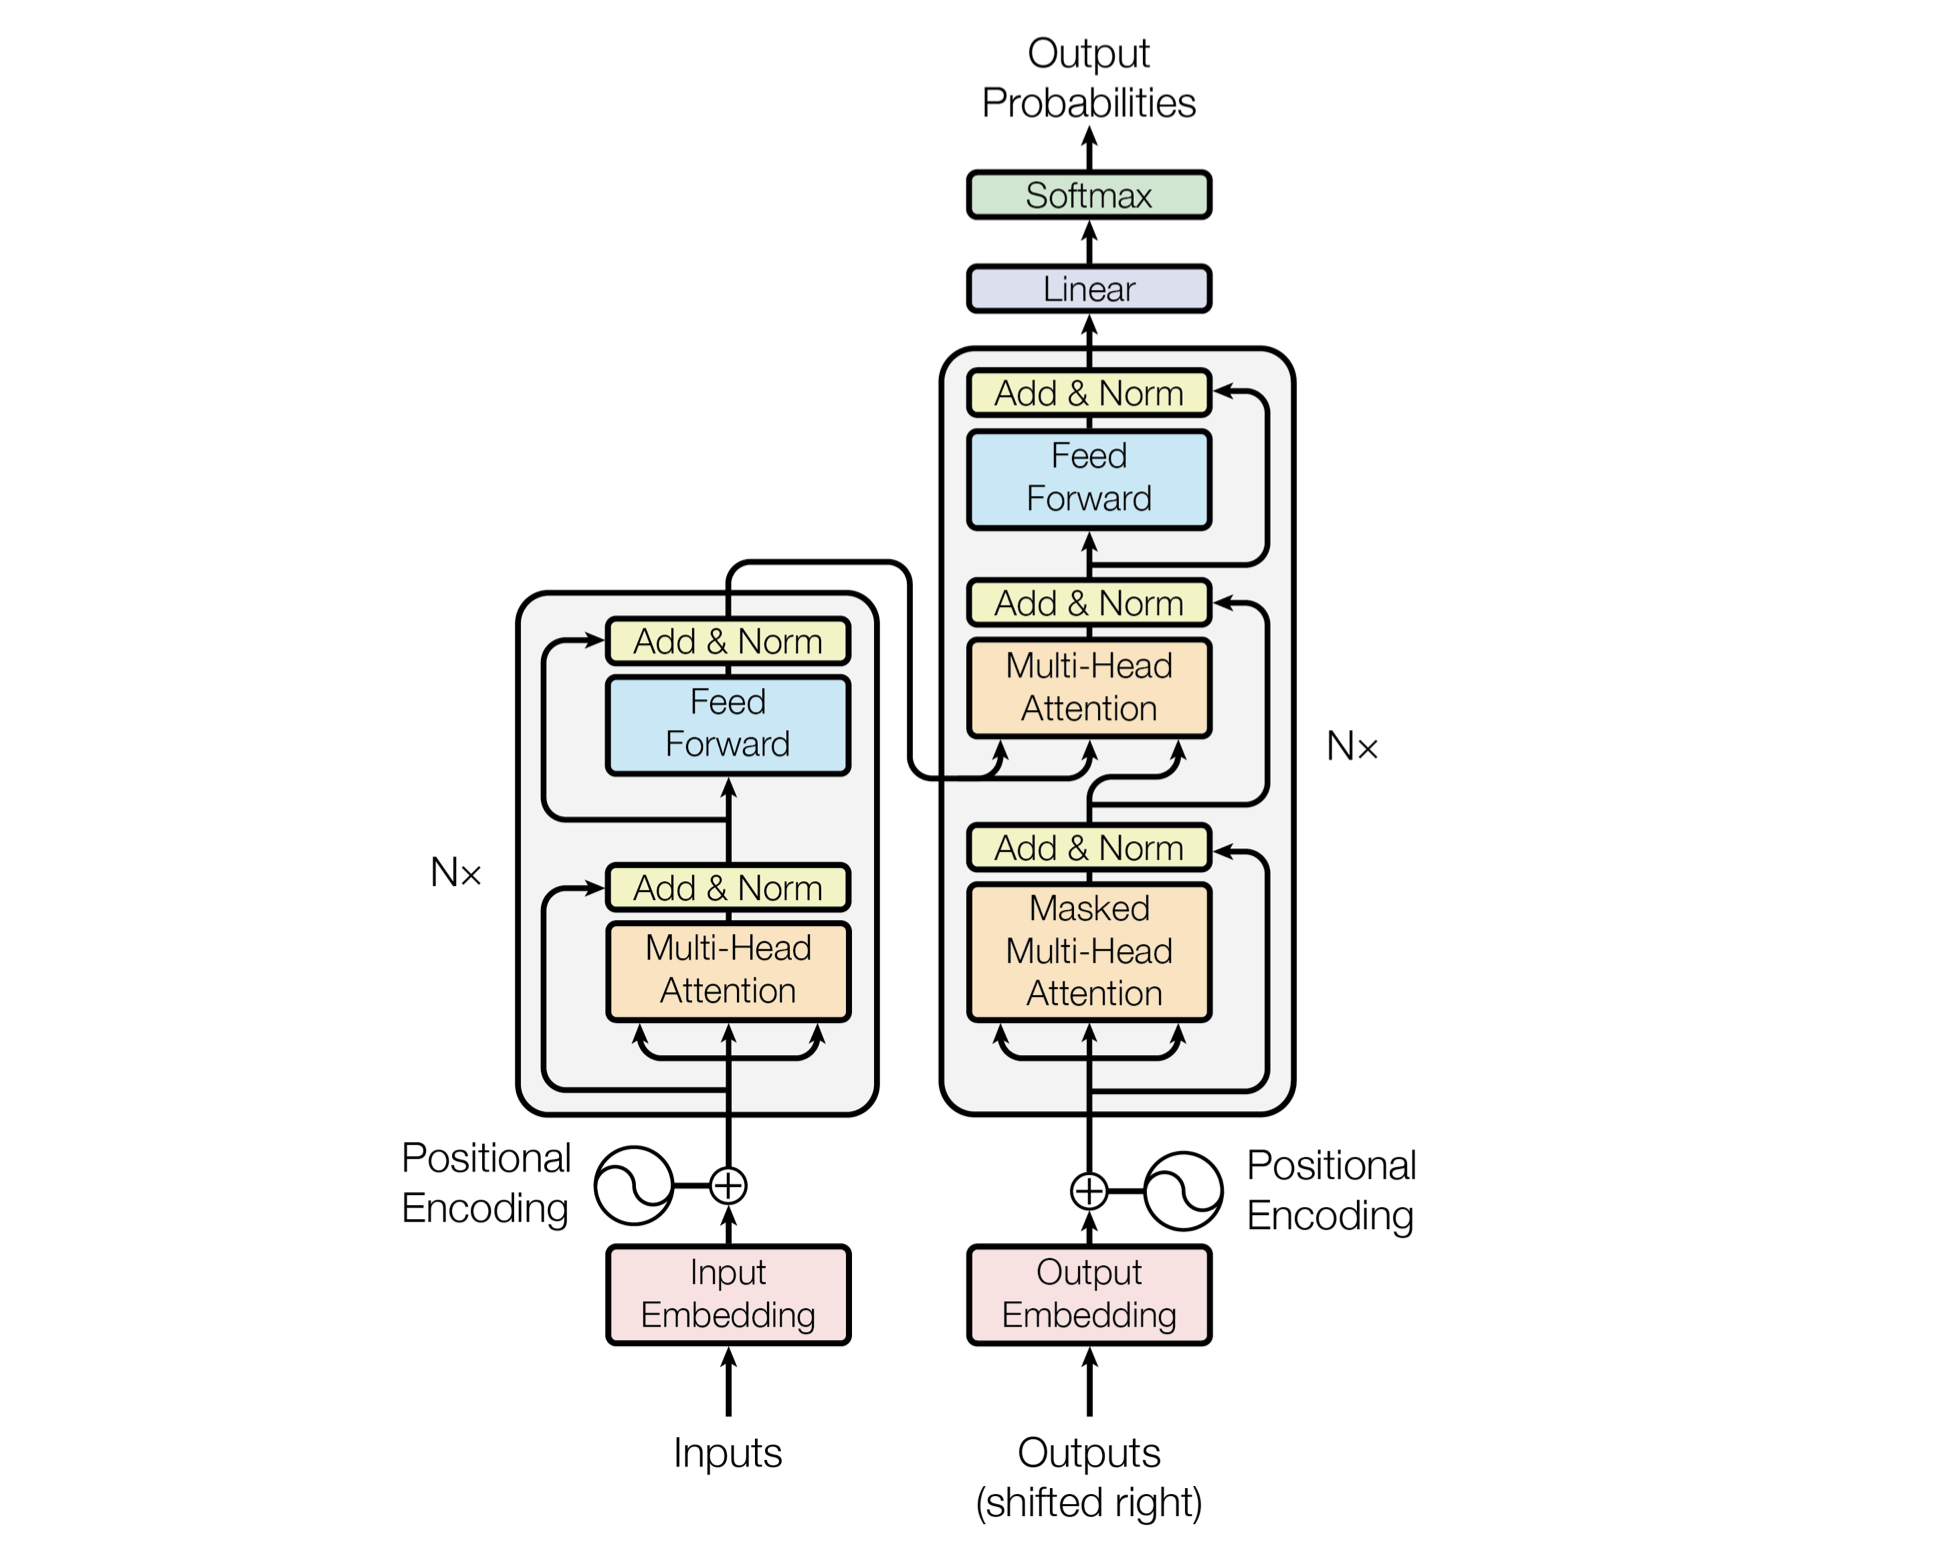 Output
Probabilities
Softmax
Linear
Add & Norm
Feed
Forward
Add & Norm
Multi-Head
Attention
Nx
Add & Norm
Masked
Multi-Head
Attention
Positional
Encoding
Output
Embedding
Outputs
(shifted right)
Add & Norm
Feed
Forward
Nx
Add & Norm
Multi-Head
Attention
Positional
Encoding
Input
Embedding
Inputs